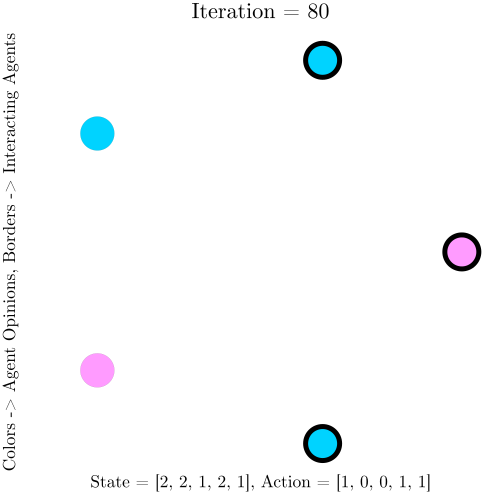 Iteration = 80
Colors -> Agent Opinions, Borders -> Interacting Agents
State = [2, 2, 1, 2, 1], Action = [1, 0, 0, 1, 1]